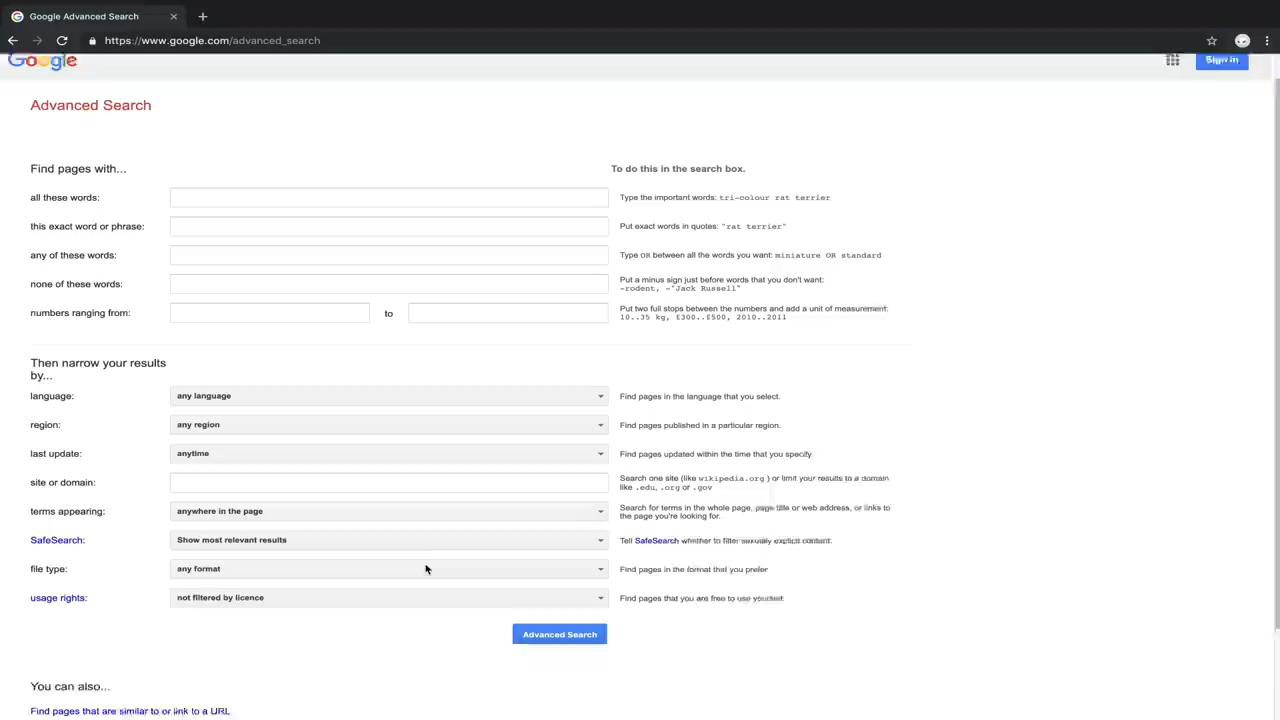 Google Advanced Search
https://www.google.com/advanced_search
Google
Sign in
Advanced Search
Find pages with...
To do this in the search box.
all these words:
Type the important words: tri-colour rat terrier
this exact word or phrase:
Put exact words in quotes: "rat terrier"
any of these words:
Type OR between all the words you want: miniature OR standard
none of these words:
Put a minus sign just before words that you don't want:
-rodent, -"Jack Russell"
numbers ranging from:
to
Put two full stops between the numbers and add a unit of measurement:
10..35 kg, £300..£500, 2010..2011
Then narrow your results
by...
language:
any language
Find pages in the language that you select.
region:
any region
Find pages published in a particular region.
last update:
anytime
Find pages updated within the time that you specify
site or domain:
Search one site (like wikipedia.org ) or limit your results to a domain
like .edu, .org or .gov
terms appearing:
anywhere in the page
Search for terms in the whole page, page title or web address, or links to
the page you're looking for.
SafeSearch:
Show most relevant results
Tell SafeSearch whether to filter sexually explicit content.
file type:
any format
Find pages in the format that you prefer
usage rights:
not filtered by licence
Find pages that you are free to use yourself
Advanced Search
You can also...
Find pages that are similar to or link to a URL